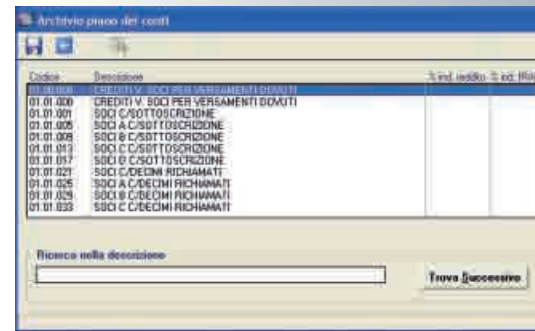 Archivio piano dei conti
Codice Descrizione % ind. reddito % ind. IRAP
01.00.000 CREDITI V. SOCI PER VERSAMENTI DOVUTI
01.01.000 CREDITI V. SOCI PER VERSAMENTI DOVUTI
01.01.001 SOCI C/SOTTOSCRIZIONE
01.01.005 SOCI A C/SOTTOSCRIZIONE
01.01.009 SOCI B C/SOTTOSCRIZIONE
01.01.013 SOCI C C/SOTTOSCRIZIONE
01.01.017 SOCI D C/SOTTOSCRIZIONE
01.01.021 SOCI C/DECIMI RICHIAMATI
01.01.025 SOCI A C/DECIMI RICHIAMATI
01.01.029 SOCI B C/DECIMI RICHIAMATI
01.01.033 SOCI C C/DECIMI RICHIAMATI
Ricerca nella descrizione
Trova Successivo